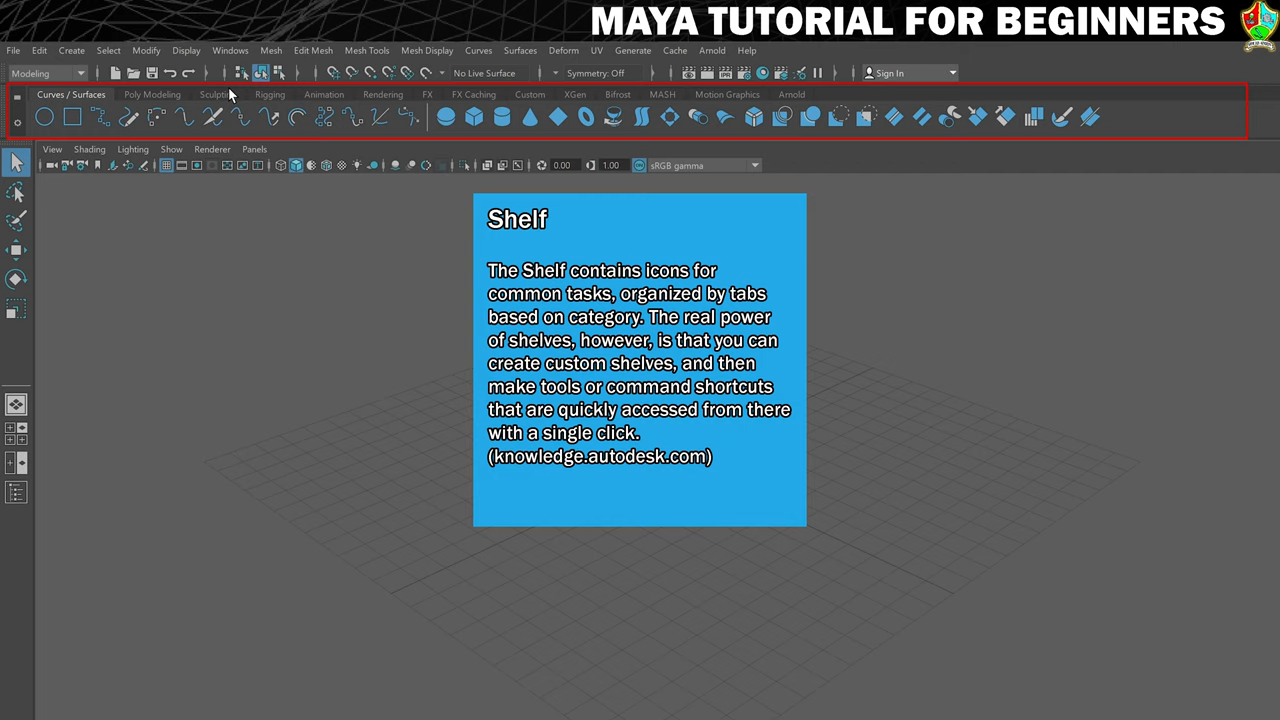 MAYA TUTORIAL FOR BEGINNERS
File Edit Create Select Modify Display Windows Mesh Edit Mesh Mesh Tools Mesh Display Curves Surfaces Deform UV Generate Cache Arnold Help
Modeling No Live Surface Symmetry: Off Sign In
Curves / Surfaces Poly Modeling Rigging Animation Rendering FX FX Caching Custom XGen Bifrost MASH Motion Graphics Arnold
View Shading Lighting Show Renderer Panels
0.00 1.00 sRGB gamma
Shelf
The Shelf contains icons for
common tasks, organized by tabs
based on category. The real power
of shelves, however, is that you can
create custom shelves, and then
make tools or command shortcuts
that are quickly accessed from there
with a single click.
(knowledge.autodesk.com)